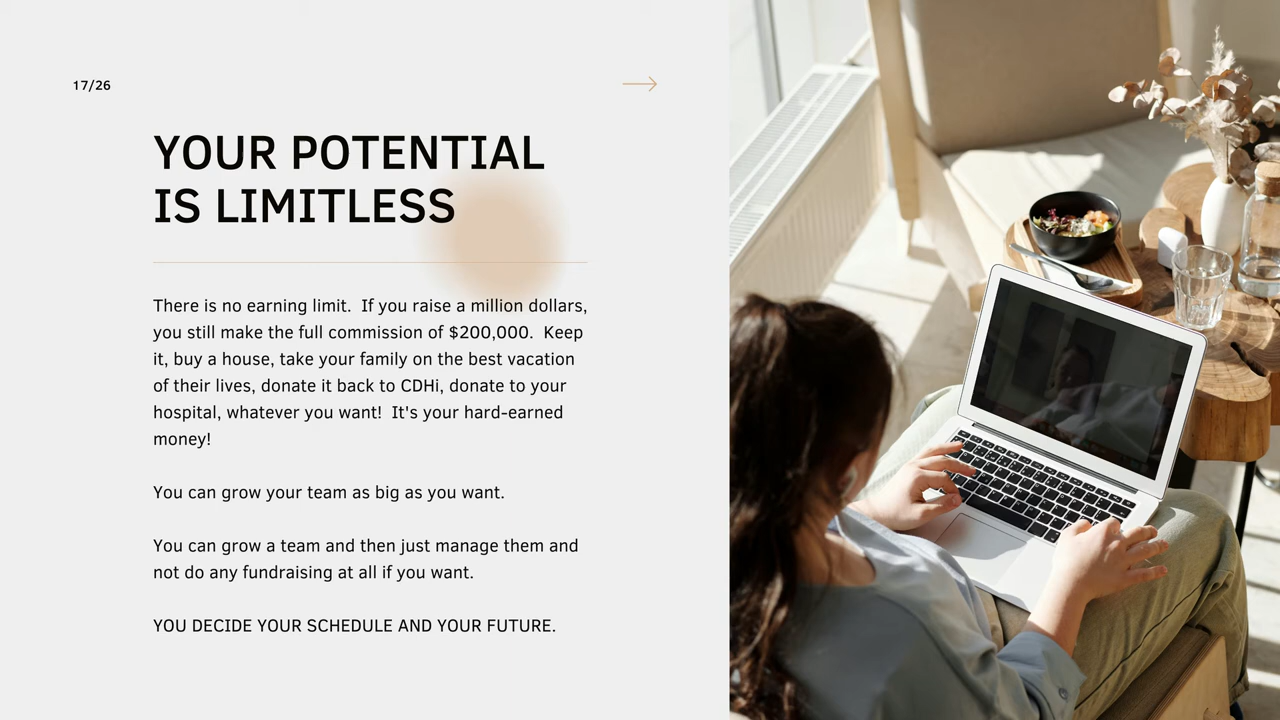 17/26
YOUR POTENTIAL
IS LIMITLESS
There is no earning limit.  If you raise a million dollars,
you still make the full commission of $200,000.  Keep
it, buy a house, take your family on the best vacation
of their lives, donate it back to CDHi, donate to your
hospital, whatever you want!  It's your hard-earned
money!
You can grow your team as big as you want.
You can grow a team and then just manage them and
not do any fundraising at all if you want.
YOU DECIDE YOUR SCHEDULE AND YOUR FUTURE.